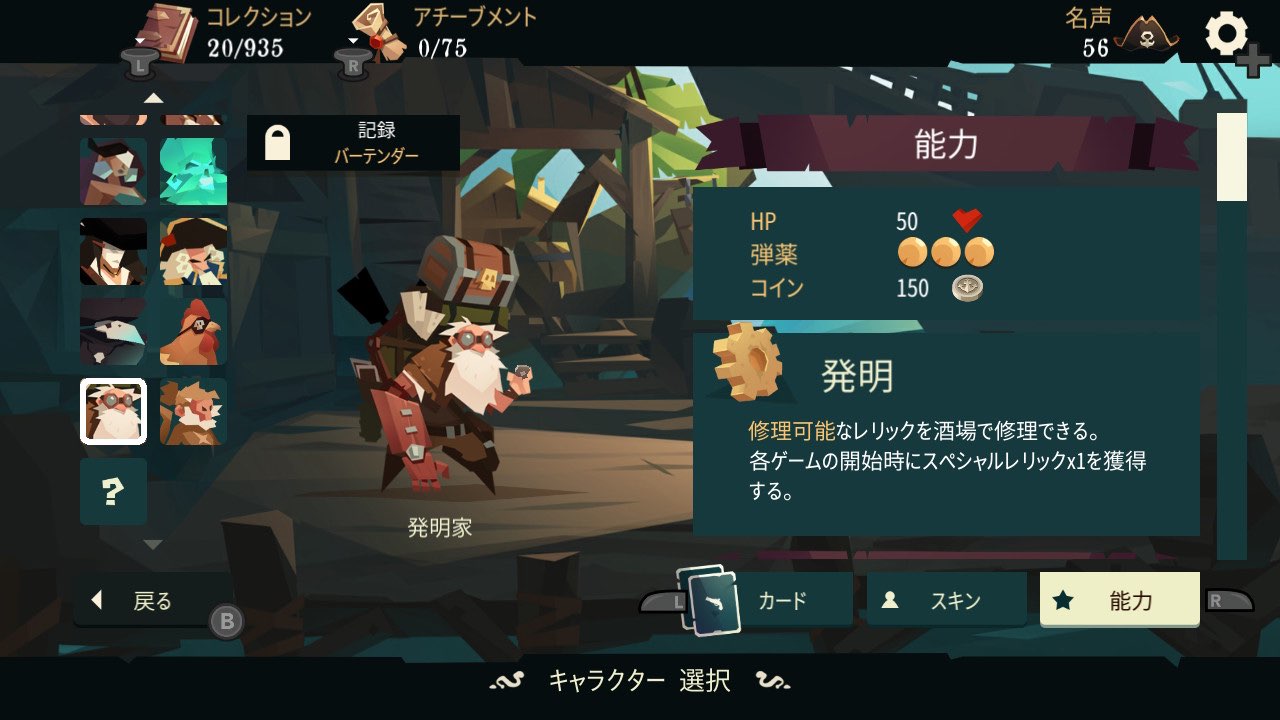 コレクション
20/935
L
アチーブメント
0/75
R
名声
56
記録
バーテンダー
能力
HP 50
弾薬
コイン 150
発明
修理可能なレリックを酒場で修理できる。
各ゲームの開始時にスペシャルレリックx1を獲得
する。
?
発明家
戻る
B
L
カード
スキン
能力
R
キャラクター 選択